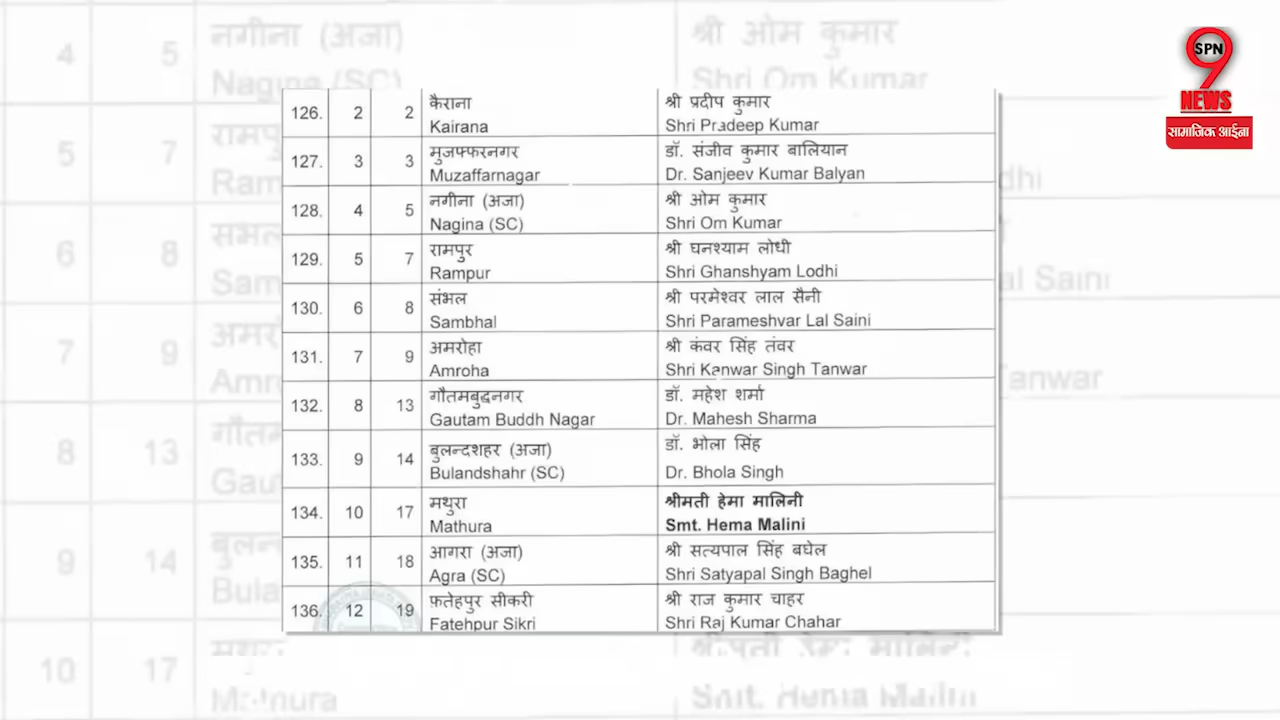 SPN
9
NEWS
सामाजिक आईना
126. 2 2 कैराना श्री प्रदीप कुमार
Kairana Shri Pradeep Kumar
127. 3 3 मुजफ्फरनगर डॉ. संजीव कुमार बालियान
Muzaffarnagar Dr. Sanjeev Kumar Balyan
128. 4 5 नगीना (अजा) श्री ओम कुमार
Nagina (SC) Shri Om Kumar
129. 5 7 रामपुर श्री घनश्याम लोधी
Rampur Shri Ghanshyam Lodhi
130. 6 8 संभल श्री परमेश्वर लाल सैनी
Sambhal Shri Parameshvar Lal Saini
131. 7 9 अमरोहा श्री कंवर सिंह तंवर
Amroha Shri Kanwar Singh Tanwar
132. 8 13 गौतमबुद्धनगर डॉ. महेश शर्मा
Gautam Buddh Nagar Dr. Mahesh Sharma
133. 9 14 बुलन्दशहर (अजा) डॉ. भोला सिंह
Bulandshahr (SC) Dr. Bhola Singh
134. 10 17 मथुरा श्रीमती हेमा मालिनी
Mathura Smt. Hema Malini
135. 11 18 आगरा (अजा) श्री सत्यपाल सिंह बघेल
Agra (SC) Shri Satyapal Singh Baghel
136. 12 19 फ़तेहपुर सीकरी श्री राज कुमार चाहर
Fatehpur Sikri Shri Raj Kumar Chahar